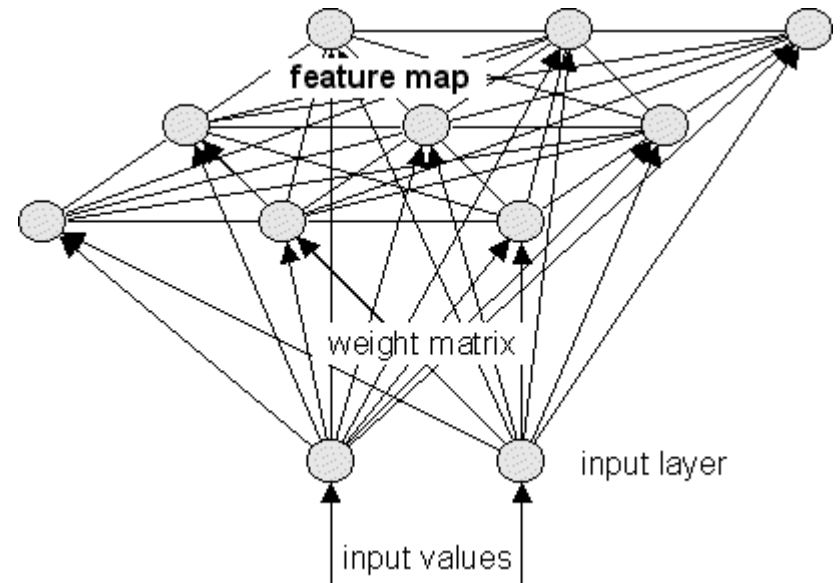 feature map
weight matrix
input layer
input values